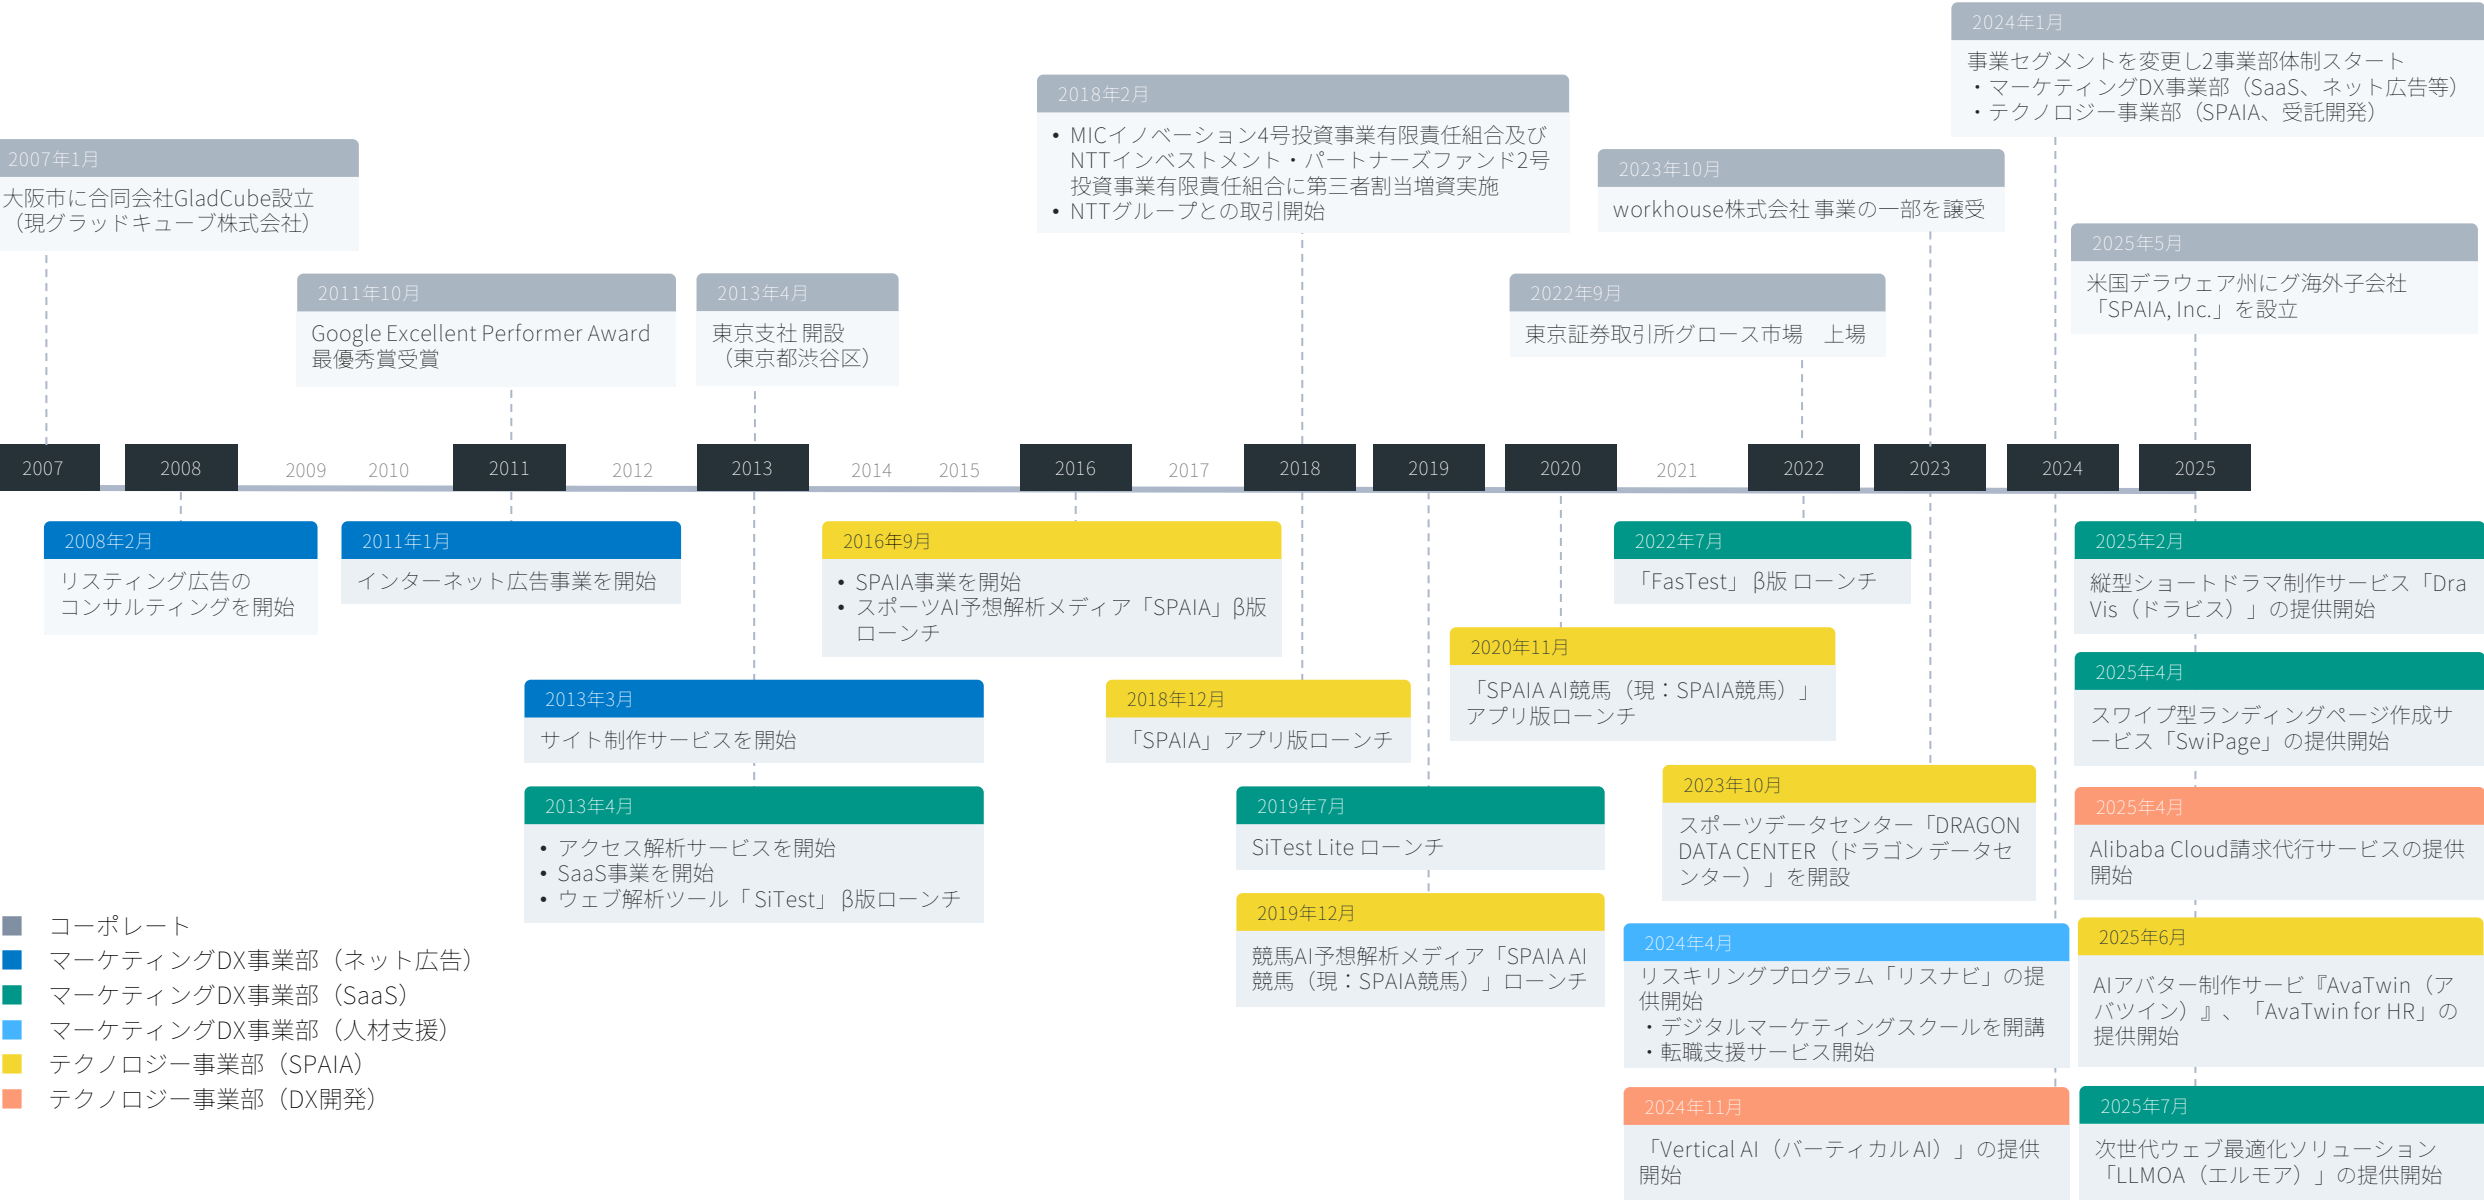 2007年1月
大阪市に合同会社GladCube設立
（現グラッドキューブ株式会社）
2011年10月
Google Excellent Performer Award
最優秀賞受賞
2013年4月
東京支社 開設
（東京都渋谷区）
2018年2月
• MICイノベーション4号投資事業有限責任組合及び
NTTインベストメント・パートナーズファンド2号
投資事業有限責任組合に第三者割当増資実施
• NTTグループとの取引開始
2022年9月
東京証券取引所グロース市場　上場
2023年10月
workhouse株式会社 事業の一部を譲受
2024年1月
事業セグメントを変更し2事業部体制スタート
・マーケティングDX事業部（SaaS、ネット広告等）
・テクノロジー事業部（SPAIA、受託開発）
2025年5月
米国デラウェア州にグ海外子会社
「SPAIA, Inc.」を設立
2007 2008 2009 2010 2011 2012 2013 2014 2015 2016 2017 2018 2019 2020 2021 2022 2023 2024 2025
2008年2月
リスティング広告の
コンサルティングを開始
2011年1月
インターネット広告事業を開始
2013年3月
サイト制作サービスを開始
2013年4月
• アクセス解析サービスを開始
• SaaS事業を開始
• ウェブ解析ツール「 SiTest」 β版ローンチ
2016年9月
• SPAIA事業を開始
• スポーツAI予想解析メディア「SPAIA」β版
ローンチ
2018年12月
「SPAIA」アプリ版ローンチ
2019年7月
SiTest Lite ローンチ
2019年12月
競馬AI予想解析メディア「SPAIA AI
競馬（現：SPAIA競馬）」ローンチ
2020年11月
「SPAIA AI競馬（現：SPAIA競馬）」
アプリ版ローンチ
2022年7月
「FasTest」 β版 ローンチ
2023年10月
スポーツデータセンター「DRAGON
DATA CENTER（ドラゴン データセ
ンター）」を開設
2024年4月
リスキリングプログラム「リスナビ」の提
供開始
・デジタルマーケティングスクールを開講
・転職支援サービス開始
2024年11月
「Vertical AI（バーティカル AI）」の提供
開始
2025年2月
縦型ショートドラマ制作サービス「Dra
Vis（ドラビス）」の提供開始
2025年4月
スワイプ型ランディングページ作成サ
ービス「SwiPage」の提供開始
2025年4月
Alibaba Cloud請求代行サービスの提供
開始
2025年6月
AIアバター制作サービ『AvaTwin（ア
バツイン）』、「AvaTwin for HR」の
提供開始
2025年7月
次世代ウェブ最適化ソリューション
「LLMOA（エルモア）」の提供開始
コーポレート
マーケティングDX事業部（ネット広告）
マーケティングDX事業部（SaaS）
マーケティングDX事業部（人材支援）
テクノロジー事業部（SPAIA）
テクノロジー事業部（DX開発）